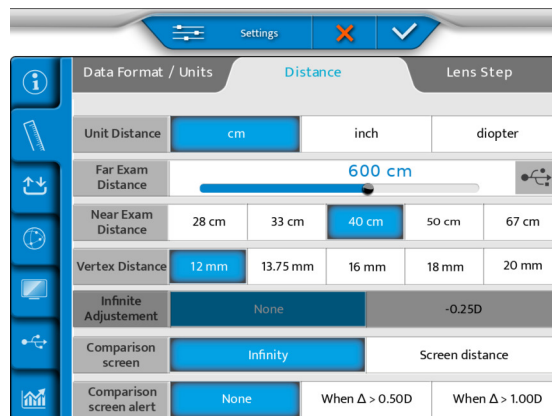 Settings
Data Format / Units Distance Lens Step
Unit Distance cm inch diopter
Far Exam Distance 600 cm
Near Exam Distance 28 cm 33 cm 40 cm 50 cm 67 cm
Vertex Distance 12 mm 13.75 mm 16 mm 18 mm 20 mm
Infinite Adjustement None -0.25D
Comparison screen Infinity Screen distance
Comparison screen alert None When Δ > 0.50D When Δ > 1.00D